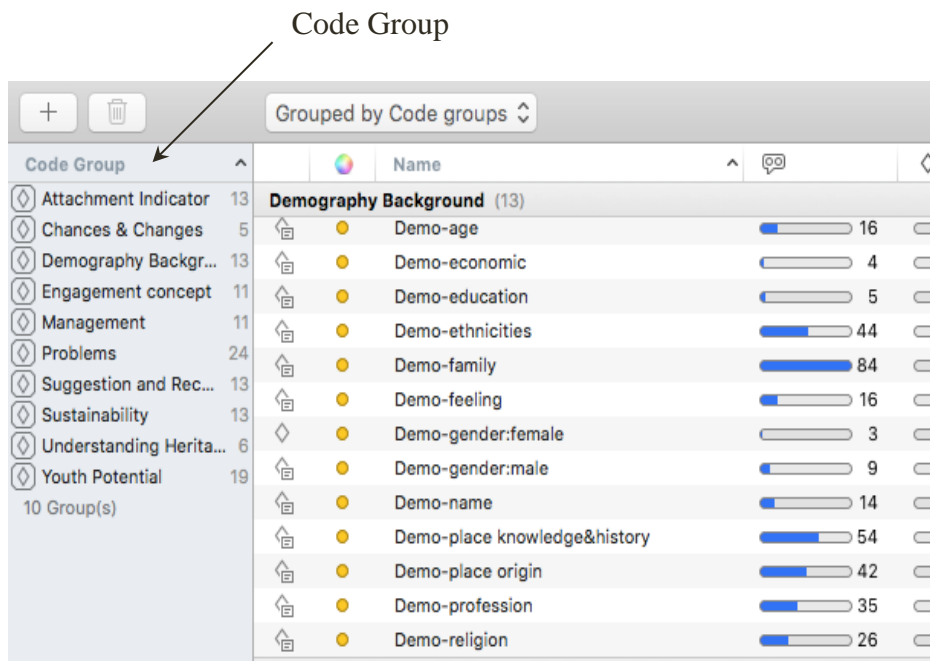 Code Group
+ Grouped by Code groups
Code Group Name
Attachment Indicator 13
Chances & Changes 5
Demography Backgr... 13
Engagement concept 11
Management 11
Problems 24
Suggestion and Rec... 13
Sustainability 13
Understanding Herita... 6
Youth Potential 19
10 Group(s)
Demography Background (13)
Demo-age 16
Demo-economic 4
Demo-education 5
Demo-ethnicities 44
Demo-family 84
Demo-feeling 16
Demo-gender:female 3
Demo-gender:male 9
Demo-name 14
Demo-place knowledge&history 54
Demo-place origin 42
Demo-profession 35
Demo-religion 26